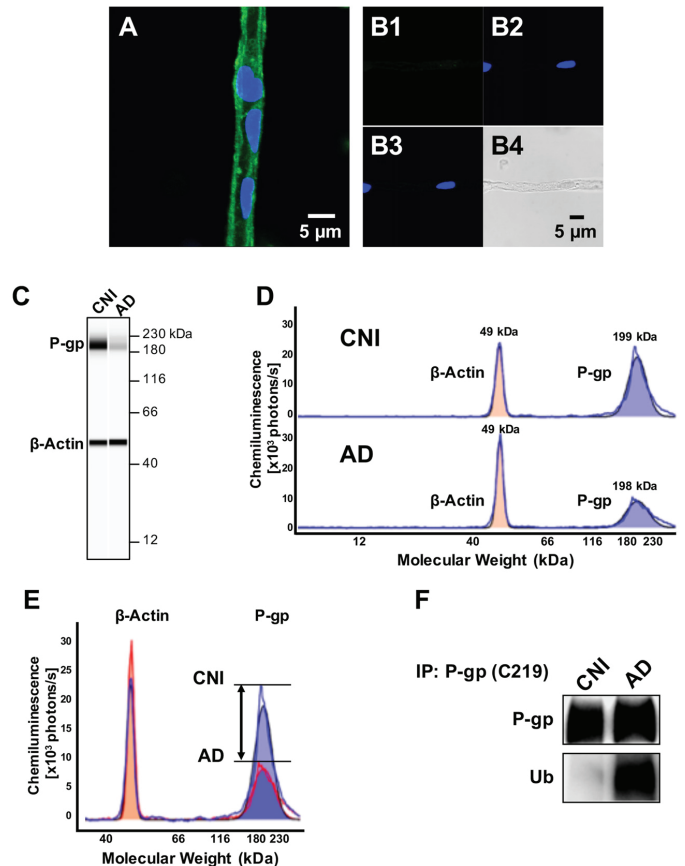 A
5 µm
B1
B2
B3
B4
5 µm
C
CNI
AD
P-gp
230 kDa
180
116
66
β-Actin
40
12
D
Chemiluminescence
[x10³ photons/s]
30
20
10
0
CNI
49 kDa
β-Actin
199 kDa
P-gp
30
20
10
0
AD
49 kDa
β-Actin
198 kDa
P-gp
12
40
66
116
180
230
Molecular Weight (kDa)
E
β-Actin
P-gp
Chemiluminescence
[x10³ photons/s]
30
25
20
15
10
5
0
CNI
AD
40
66
116
180 230
Molecular Weight (kDa)
F
IP: P-gp (C219)
CNI
AD
P-gp
Ub